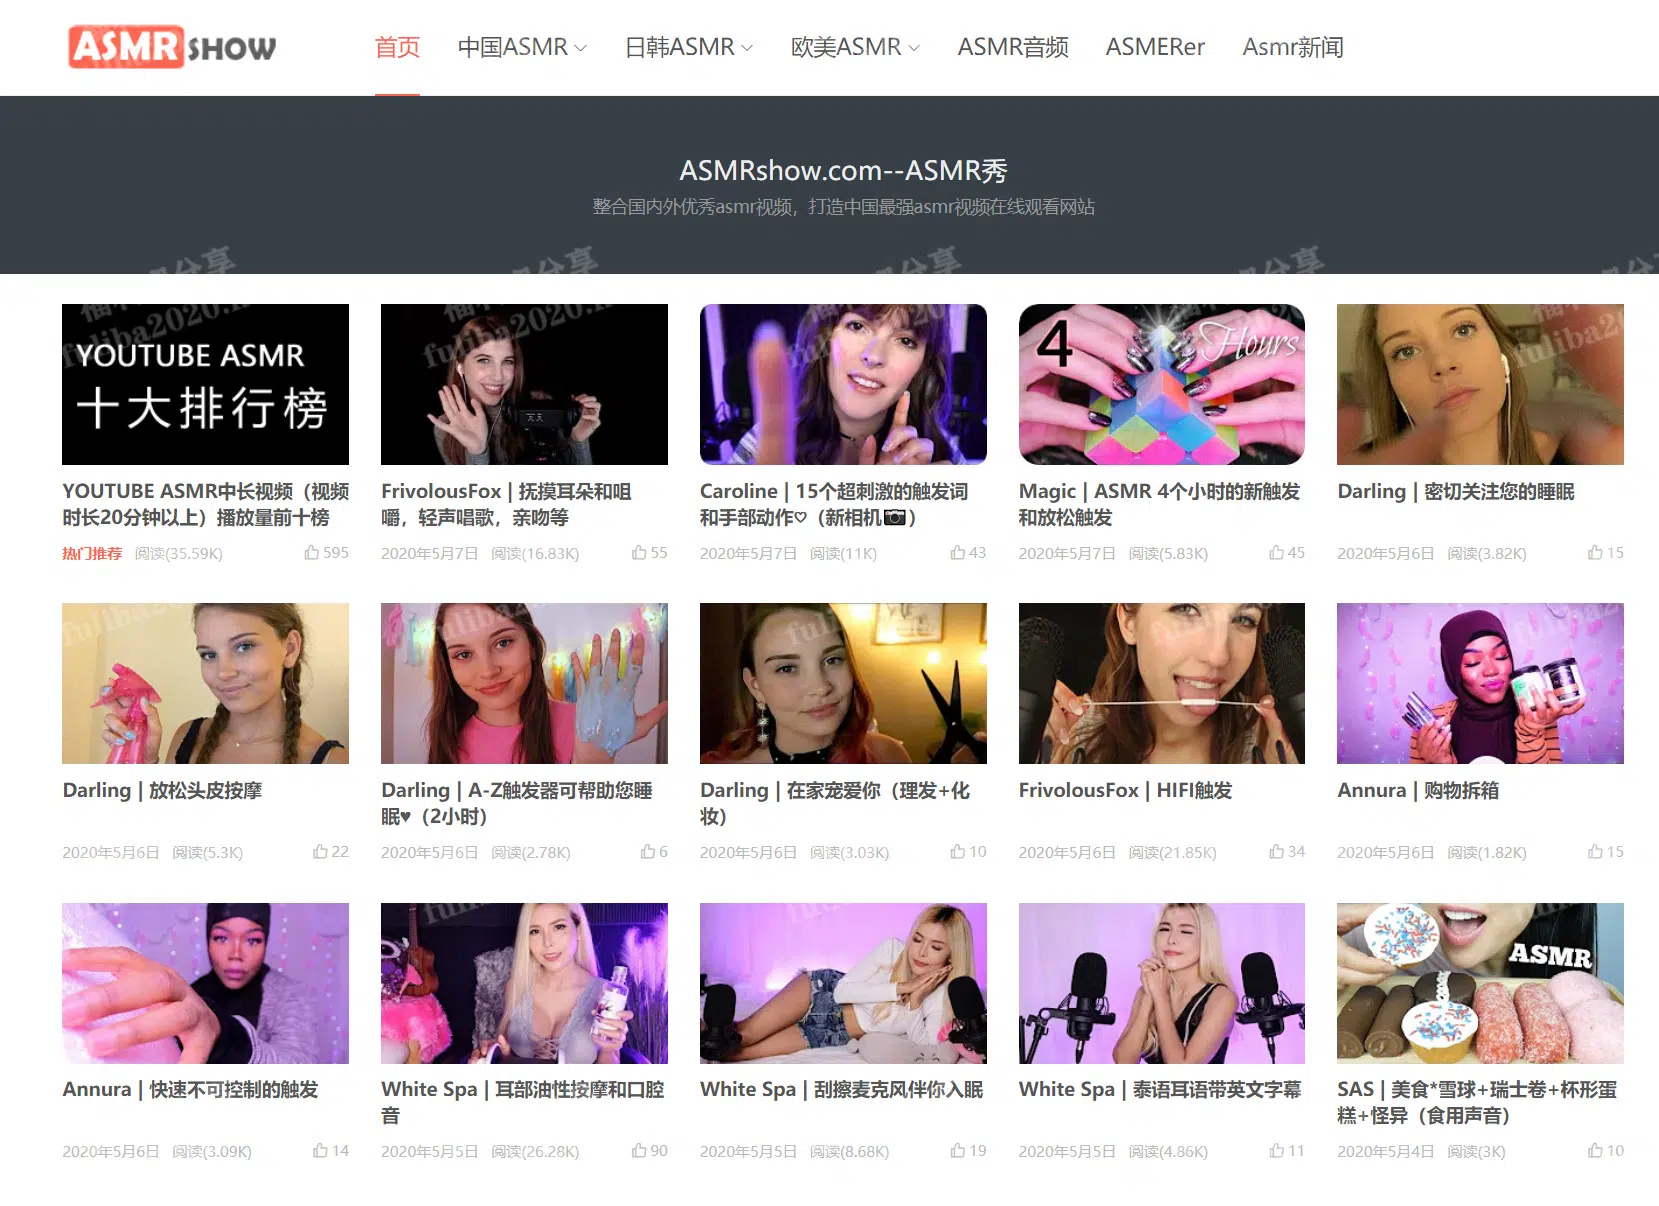 ASMR SHOW
首页 中国ASMR 日韩ASMR 欧美ASMR ASMR音频 ASMERer Asmr新闻
ASMRshow.com--ASMR秀
整合国内外优秀asmr视频，打造中国最强asmr视频在线观看网站
YOUTUBE ASMR
十大排行榜
4 Hours
YOUTUBE ASMR中长视频（视频
时长20分钟以上）播放量前十榜
热门推荐 阅读(35.59K) 595
FrivolousFox | 抚摸耳朵和咀
嚼，轻声唱歌，亲吻等
2020年5月7日 阅读(16.83K) 55
Caroline | 15个超刺激的触发词
和手部动作♡（新相机📷）
2020年5月7日 阅读(11K) 43
Magic | ASMR 4个小时的新触发
和放松触发
2020年5月7日 阅读(5.83K) 45
Darling | 密切关注您的睡眠
2020年5月6日 阅读(3.82K) 15
Darling | 放松头皮按摩
2020年5月6日 阅读(5.3K) 22
Darling | A-Z触发器可帮助您睡
眠♥（2小时）
2020年5月6日 阅读(2.78K) 6
Darling | 在家宠爱你（理发+化
妆）
2020年5月6日 阅读(3.03K) 10
FrivolousFox | HIFI触发
2020年5月6日 阅读(21.85K) 34
Annura | 购物拆箱
2020年5月6日 阅读(1.82K) 15
ASMR
Annura | 快速不可控制的触发
2020年5月6日 阅读(3.09K) 14
White Spa | 耳部油性按摩和口腔
音
2020年5月5日 阅读(26.28K) 90
White Spa | 刮擦麦克风伴你入眠
2020年5月5日 阅读(8.68K) 19
White Spa | 泰语耳语带英文字幕
2020年5月5日 阅读(4.86K) 11
SAS | 美食*雪球+瑞士卷+杯形蛋
糕+怪异（食用声音）
2020年5月4日 阅读(3K) 10